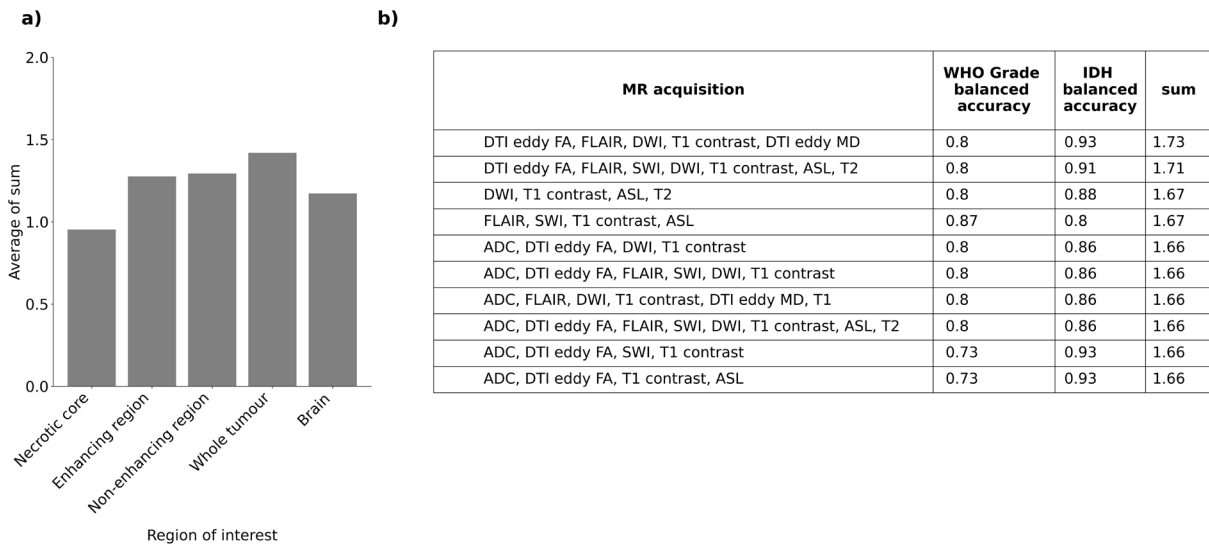 a)
2.0
1.5
1.0
0.5
0.0
Average of sum
Necrotic core
Enhancing region
Non-enhancing region
Whole tumour
Brain
Region of interest
b)
MR acquisition
WHO Grade
balanced
accuracy
IDH
balanced
accuracy
sum
DTI eddy FA, FLAIR, DWI, T1 contrast, DTI eddy MD 0.8 0.93 1.73
DTI eddy FA, FLAIR, SWI, DWI, T1 contrast, ASL, T2 0.8 0.91 1.71
DWI, T1 contrast, ASL, T2 0.8 0.88 1.67
FLAIR, SWI, T1 contrast, ASL 0.87 0.8 1.67
ADC, DTI eddy FA, DWI, T1 contrast 0.8 0.86 1.66
ADC, DTI eddy FA, FLAIR, SWI, DWI, T1 contrast 0.8 0.86 1.66
ADC, FLAIR, DWI, T1 contrast, DTI eddy MD, T1 0.8 0.86 1.66
ADC, DTI eddy FA, FLAIR, SWI, DWI, T1 contrast, ASL, T2 0.8 0.86 1.66
ADC, DTI eddy FA, SWI, T1 contrast 0.73 0.93 1.66
ADC, DTI eddy FA, T1 contrast, ASL 0.73 0.93 1.66